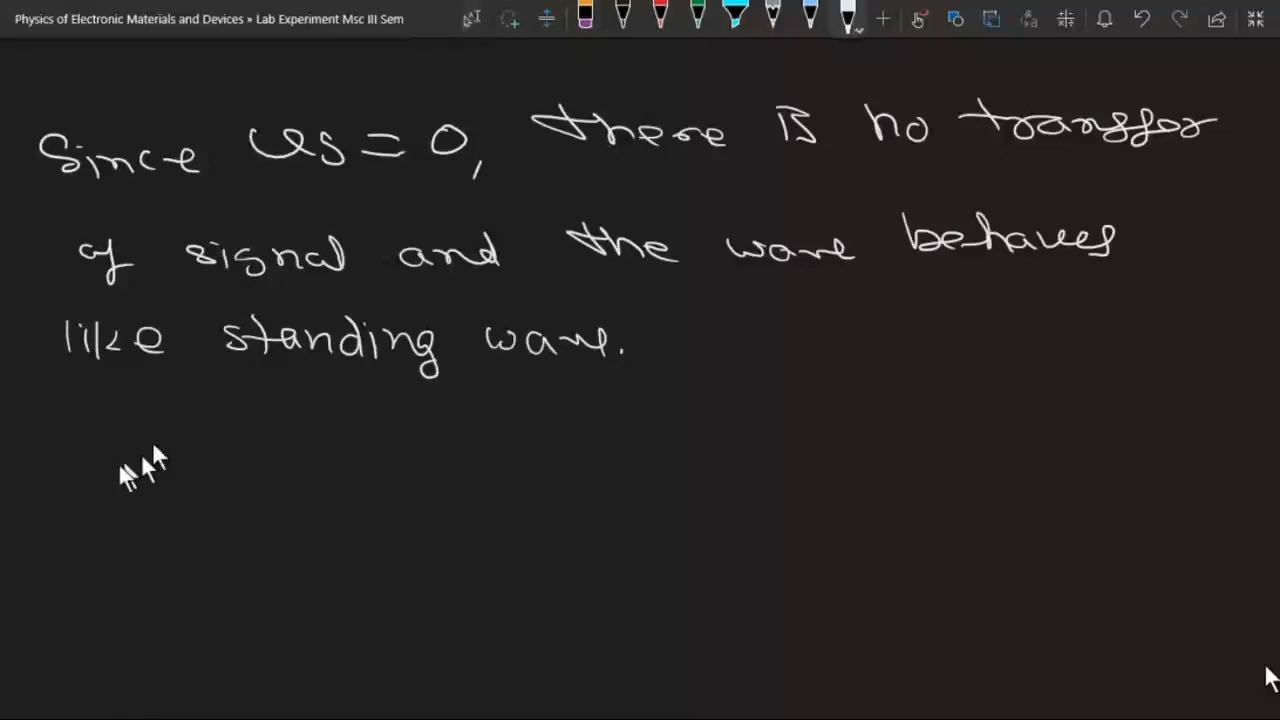 Physics of Electronic Materials and Devices » Lab Experiment Msc III Sem
Since vs = 0, there is no transfer
of signal and the wave behaves
like standing wave.